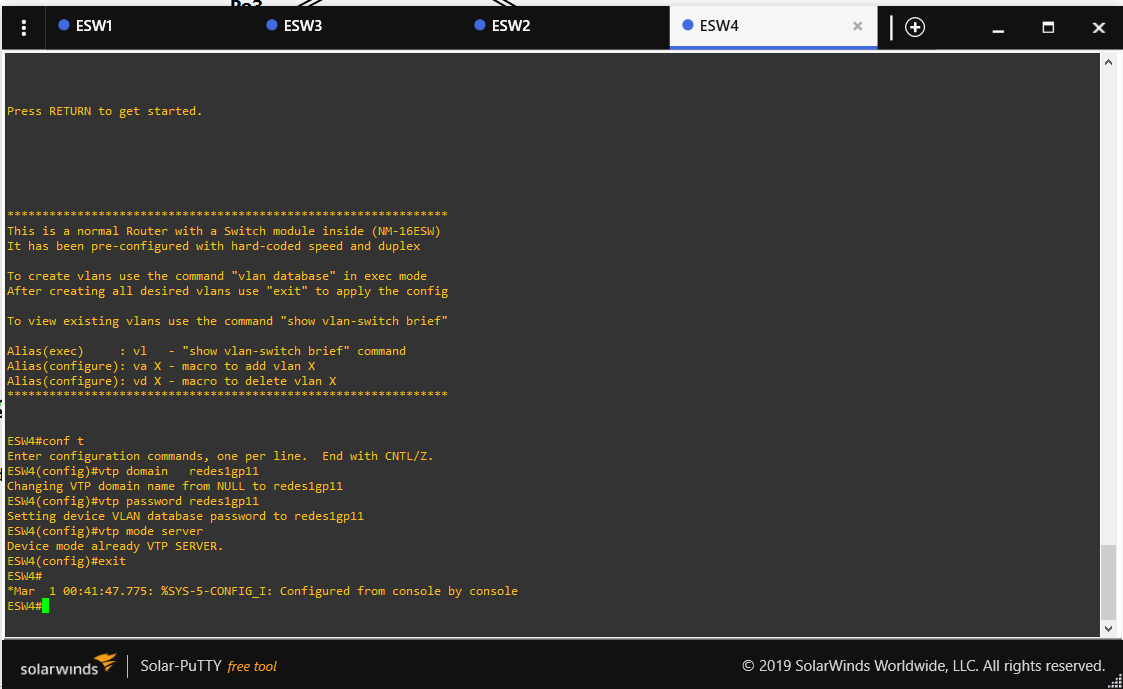 ESW1
ESW3
ESW2
ESW4
Press RETURN to get started.
***************************************************************
This is a normal Router with a Switch module inside (NM-16ESW)
It has been pre-configured with hard-coded speed and duplex
To create vlans use the command "vlan database" in exec mode
After creating all desired vlans use "exit" to apply the config
To view existing vlans use the command "show vlan-switch brief"
Alias(exec)     : vl   - "show vlan-switch brief" command
Alias(configure): va X - macro to add vlan X
Alias(configure): vd X - macro to delete vlan X
***************************************************************
ESW4#conf t
Enter configuration commands, one per line.  End with CNTL/Z.
ESW4(config)#vtp domain   redes1gp11
Changing VTP domain name from NULL to redes1gp11
ESW4(config)#vtp password redes1gp11
Setting device VLAN database password to redes1gp11
ESW4(config)#vtp mode server
Device mode already VTP SERVER.
ESW4(config)#exit
ESW4#
*Mar  1 00:41:47.775: %SYS-5-CONFIG_I: Configured from console by console
ESW4#
solarwinds Solar-PuTTY free tool © 2019 SolarWinds Worldwide, LLC. All rights reserved.